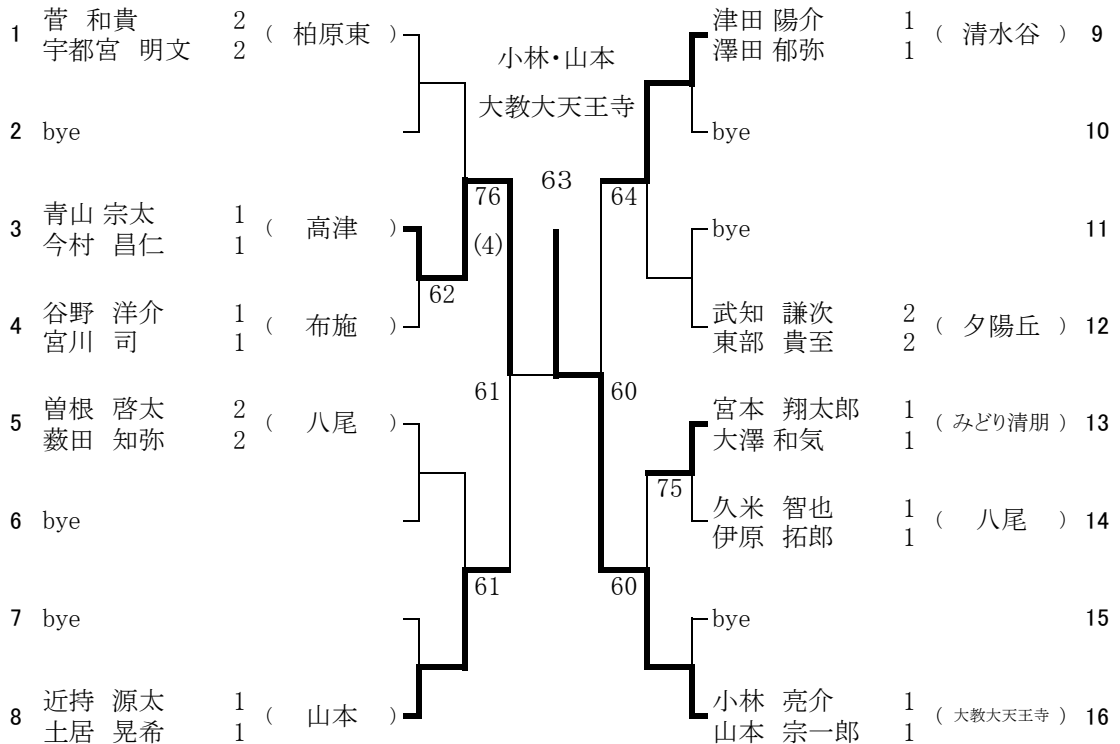 1 菅 和貴 2 ( 柏原東 )
宇都宮 明文 2
2 bye
3 青山 宗太 1 ( 高津 )
今村 昌仁 1
4 谷野 洋介 1 ( 布施 )
宮川 司 1
5 曽根 啓太 2 ( 八尾 )
藪田 知弥 2
6 bye
7 bye
8 近持 源太 1 ( 山本 )
土居 晃希 1
62
76
(4)
61
61
小林・山本
大教大天王寺
63
64
60
75
60
津田 陽介 1 ( 清水谷 ) 9
澤田 郁弥 1
bye 10
bye 11
武知 謙次 2 ( 夕陽丘 ) 12
東部 貴至 2
宮本 翔太郎 1 ( みどり清朋 ) 13
大澤 和気 1
久米 智也 1 ( 八尾 ) 14
伊原 拓郎 1
bye 15
小林 亮介 1 ( 大教大天王寺 ) 16
山本 宗一郎 1